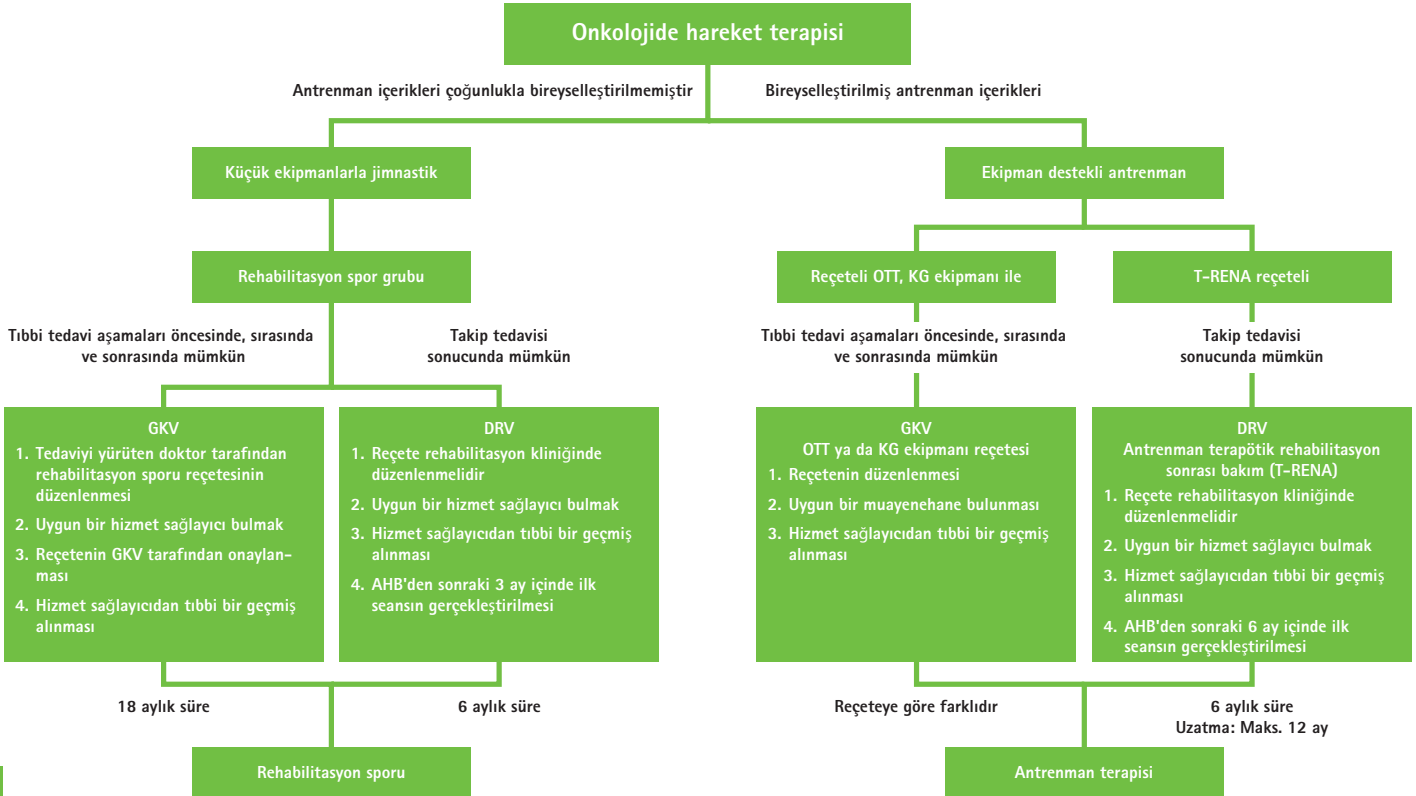 Onkolojide hareket terapisi
Antrenman içerikleri çoğunlukla bireyselleştirilmemiştir
Bireyselleştirilmiş antrenman içerikleri
Küçük ekipmanlarla jimnastik
Ekipman destekli antrenman
Rehabilitasyon spor grubu
Reçeteli OTT, KG ekipmanı ile
T-RENA reçeteli
Tıbbi tedavi aşamaları öncesinde, sırasında
ve sonrasında mümkün
Takip tedavisi
sonucunda mümkün
Tıbbi tedavi aşamaları öncesinde, sırasında
ve sonrasında mümkün
Takip tedavisi
sonucunda mümkün
GKV
1. Tedaviyi yürüten doktor tarafından
rehabilitasyon sporu reçetesinin
düzenlenmesi
2. Uygun bir hizmet sağlayıcı bulmak
3. Reçetenin GKV tarafından onaylan-
ması
4. Hizmet sağlayıcıdan tıbbi bir geçmiş
alınması
DRV
1. Reçete rehabilitasyon kliniğinde
düzenlenmelidir
2. Uygun bir hizmet sağlayıcı bulmak
3. Hizmet sağlayıcıdan tıbbi bir geçmiş
alınması
4. AHB'den sonraki 3 ay içinde ilk
seansın gerçekleştirilmesi
GKV
OTT ya da KG ekipmanı reçetesi
1. Reçetenin düzenlenmesi
2. Uygun bir muayenehane bulunması
3. Hizmet sağlayıcıdan tıbbi bir geçmiş
alınması
DRV
Antrenman terapötik rehabilitasyon
sonrası bakım (T-RENA)
1. Reçete rehabilitasyon kliniğinde
düzenlenmelidir
2. Uygun bir hizmet sağlayıcı bulmak
3. Hizmet sağlayıcıdan tıbbi bir geçmiş
alınması
4. AHB'den sonraki 6 ay içinde ilk
seansın gerçekleştirilmesi
18 aylık süre
6 aylık süre
Reçeteye göre farklıdır
6 aylık süre
Uzatma: Maks. 12 ay
Rehabilitasyon sporu
Antrenman terapisi